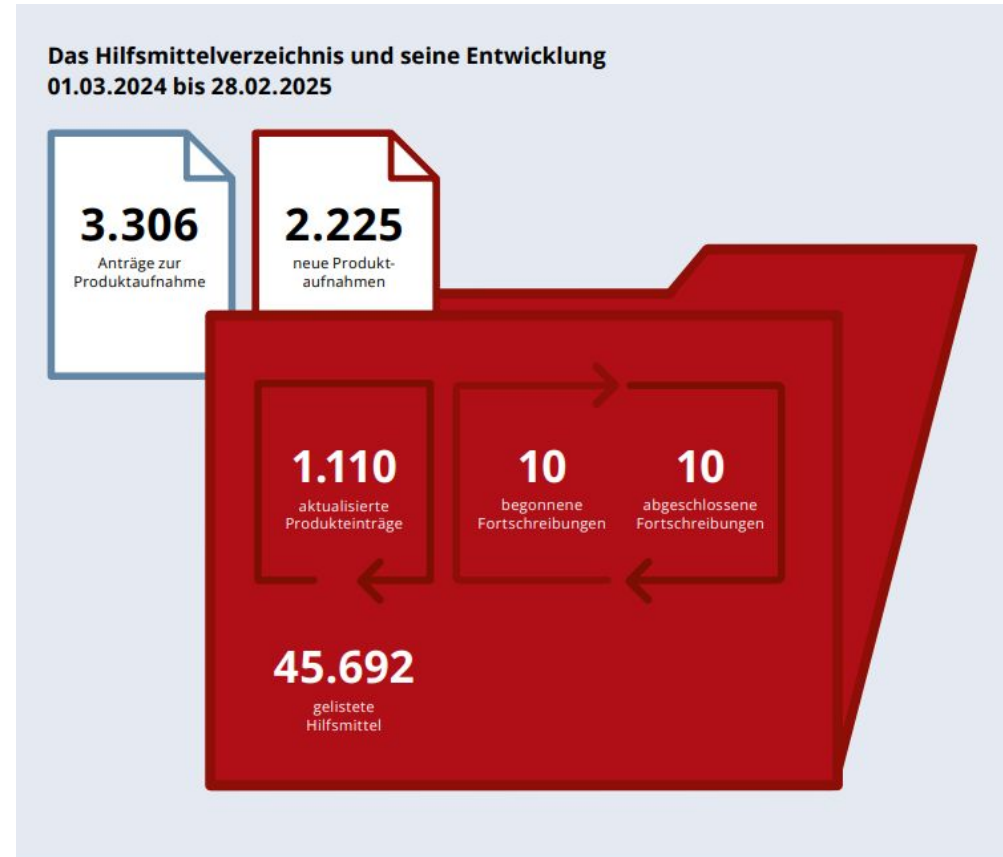 Das Hilfsmittelverzeichnis und seine Entwicklung
01.03.2024 bis 28.02.2025
3.306
Anträge zur
Produktaufnahme
2.225
neue Produkt-
aufnahmen
1.110
aktualisierte
Produkteinträge
10
begonnene
Fortschreibungen
10
abgeschlossene
Fortschreibungen
45.692
gelistete
Hilfsmittel